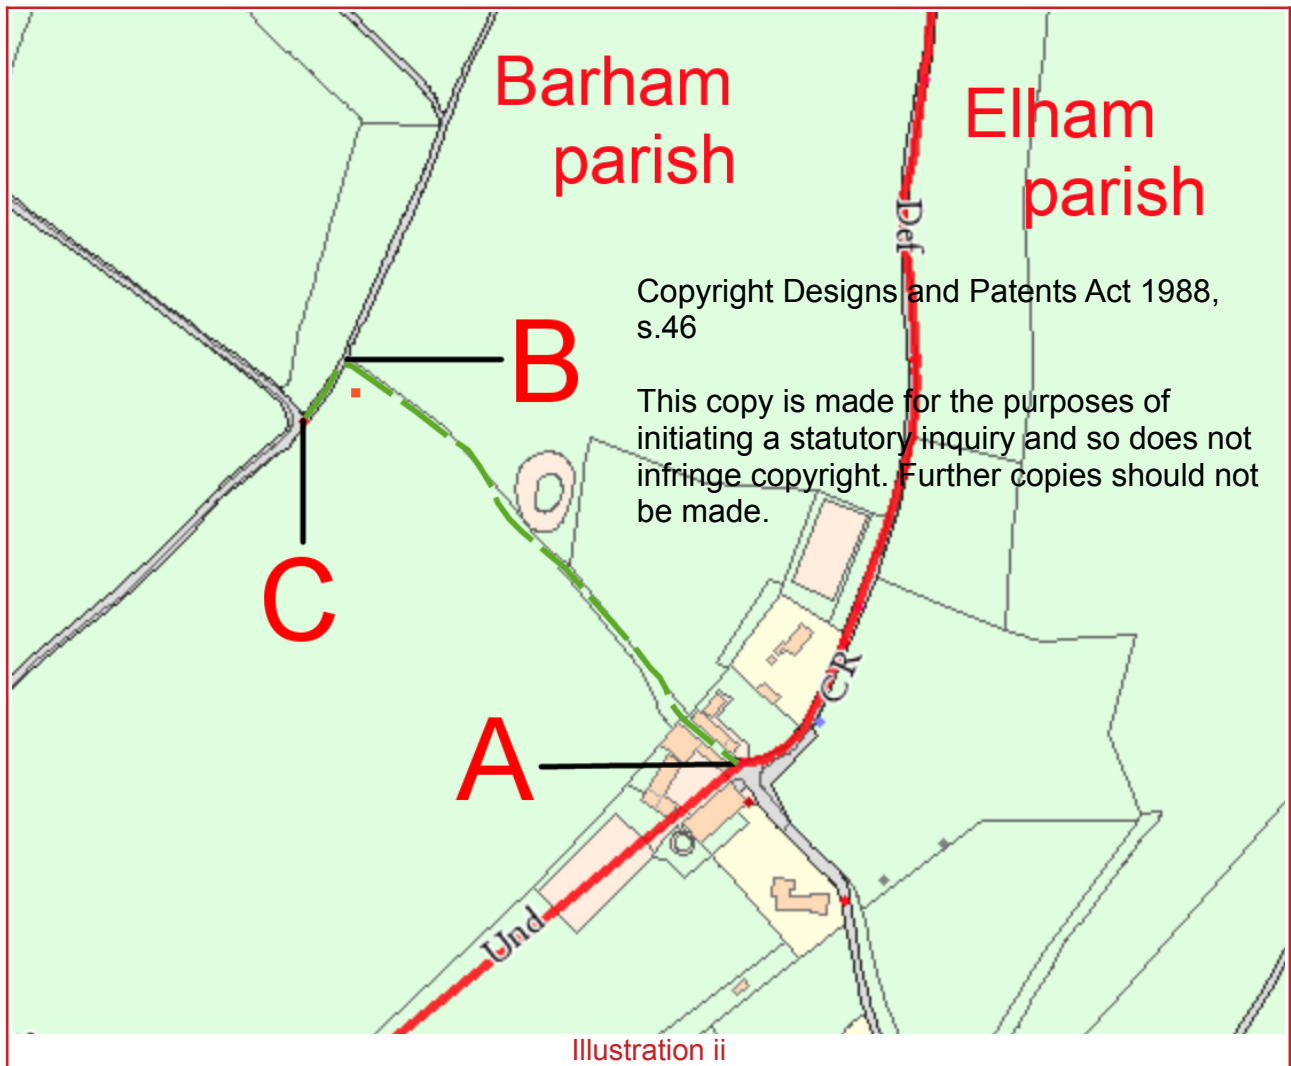 Barham
parish
Elham
parish
Def
Copyright Designs and Patents Act 1988,
s.46
B
This copy is made for the purposes of
initiating a statutory inquiry and so does not
infringe copyright. Further copies should not
be made.
C
CR
A
Und
Illustration ii